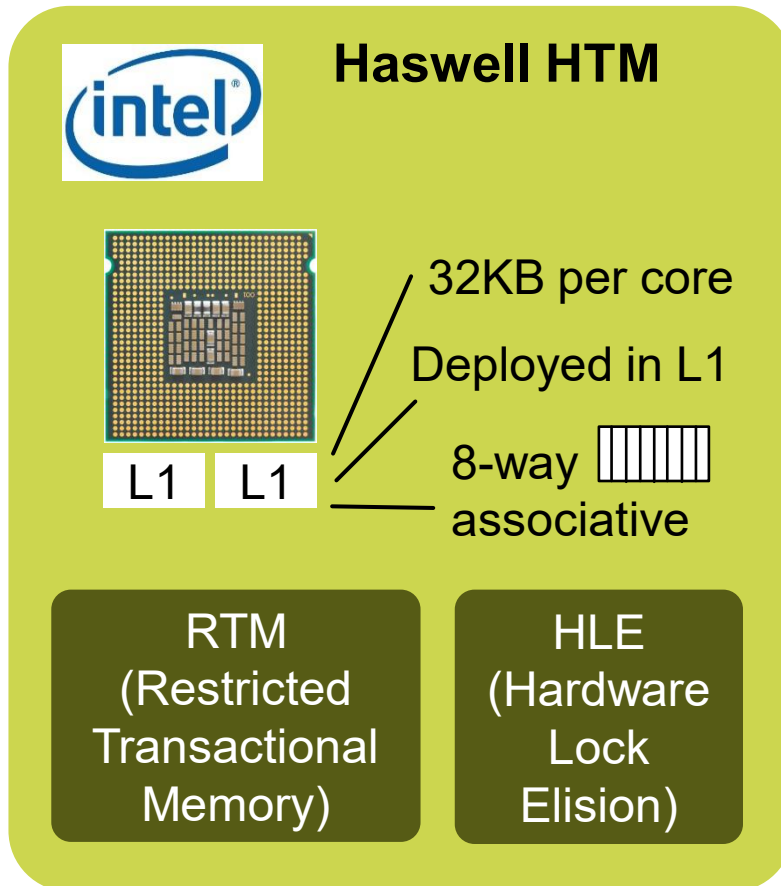 intel®
Haswell HTM
32KB per core
Deployed in L1
8-way
associative
L1
L1
RTM
(Restricted
Transactional
Memory)
HLE
(Hardware
Lock
Elision)